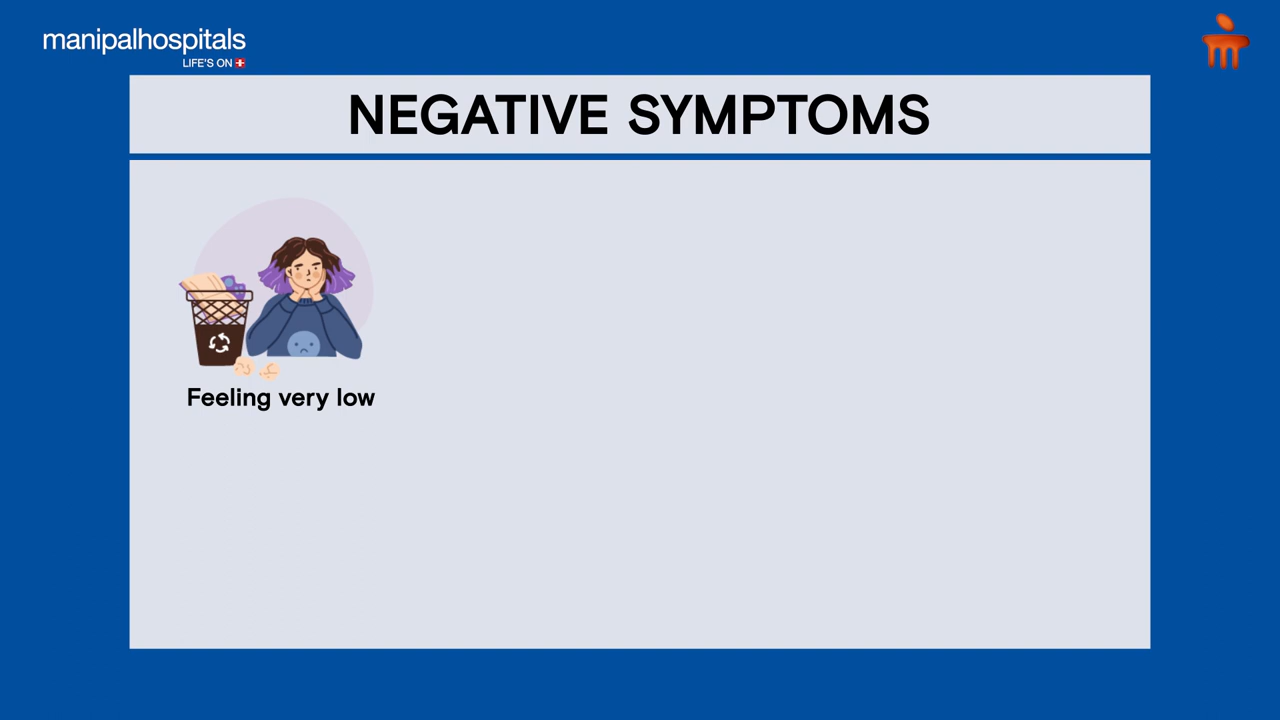 manipalhospitals
LIFE'S ON
NEGATIVE SYMPTOMS
Feeling very low